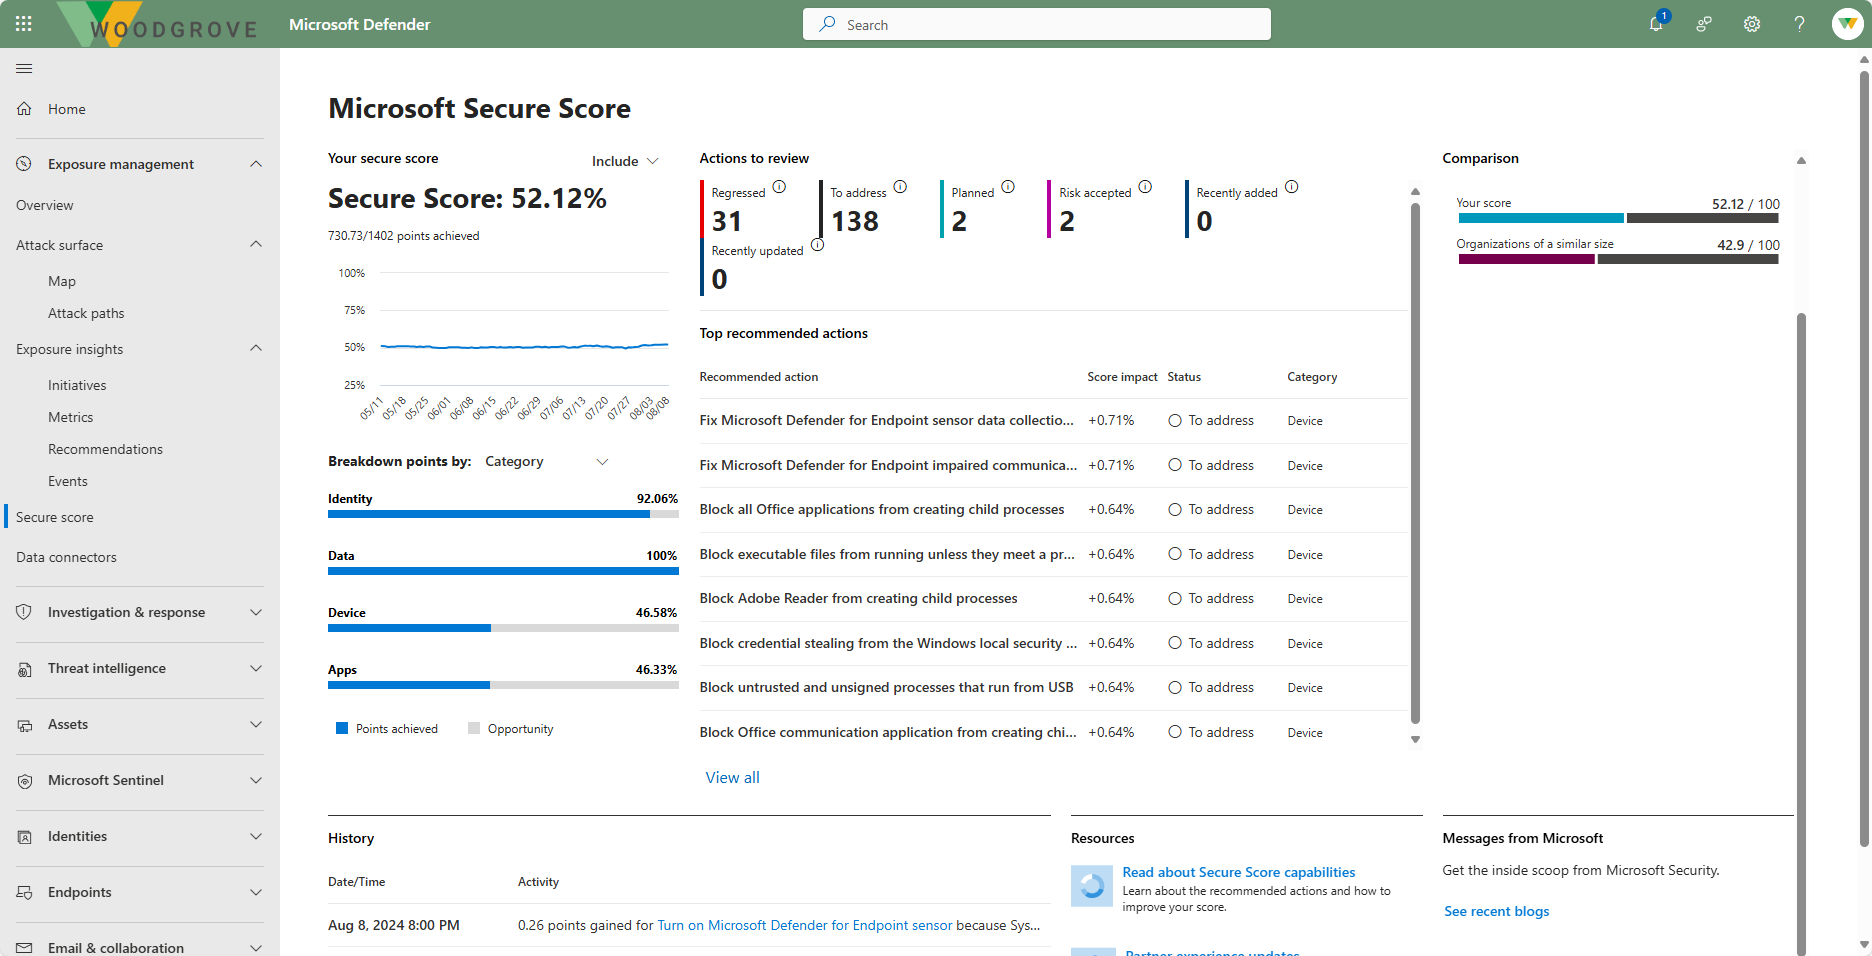 WOODGROVE
Microsoft Defender
Search
1
Home
Exposure management
Overview
Attack surface
Map
Attack paths
Exposure insights
Initiatives
Metrics
Recommendations
Events
Secure score
Data connectors
Investigation & response
Threat intelligence
Assets
Microsoft Sentinel
Identities
Endpoints
Email & collaboration
Microsoft Secure Score
Your secure score
Include
Secure Score: 52.12%
730.73/1402 points achieved
100%
75%
50%
25%
05/11 05/18 05/25 06/01 06/08 06/15 06/22 06/29 07/06 07/13 07/20 07/27 08/03 08/08
Breakdown points by: Category
Identity 92.06%
Data 100%
Device 46.58%
Apps 46.33%
Points achieved Opportunity
Actions to review
Regressed
31
To address
138
Planned
2
Risk accepted
2
Recently added
0
Recently updated
0
Top recommended actions
Recommended action Score impact Status Category
Fix Microsoft Defender for Endpoint sensor data collectio... +0.71% To address Device
Fix Microsoft Defender for Endpoint impaired communica... +0.71% To address Device
Block all Office applications from creating child processes +0.64% To address Device
Block executable files from running unless they meet a pr... +0.64% To address Device
Block Adobe Reader from creating child processes +0.64% To address Device
Block credential stealing from the Windows local security ... +0.64% To address Device
Block untrusted and unsigned processes that run from USB +0.64% To address Device
Block Office communication application from creating chi... +0.64% To address Device
View all
Comparison
Your score 52.12 / 100
Organizations of a similar size 42.9 / 100
History
Date/Time Activity
Aug 8, 2024 8:00 PM 0.26 points gained for Turn on Microsoft Defender for Endpoint sensor because Sys...
Resources
Read about Secure Score capabilities
Learn about the recommended actions and how to
improve your score.
Partner experience updates
Messages from Microsoft
Get the inside scoop from Microsoft Security.
See recent blogs